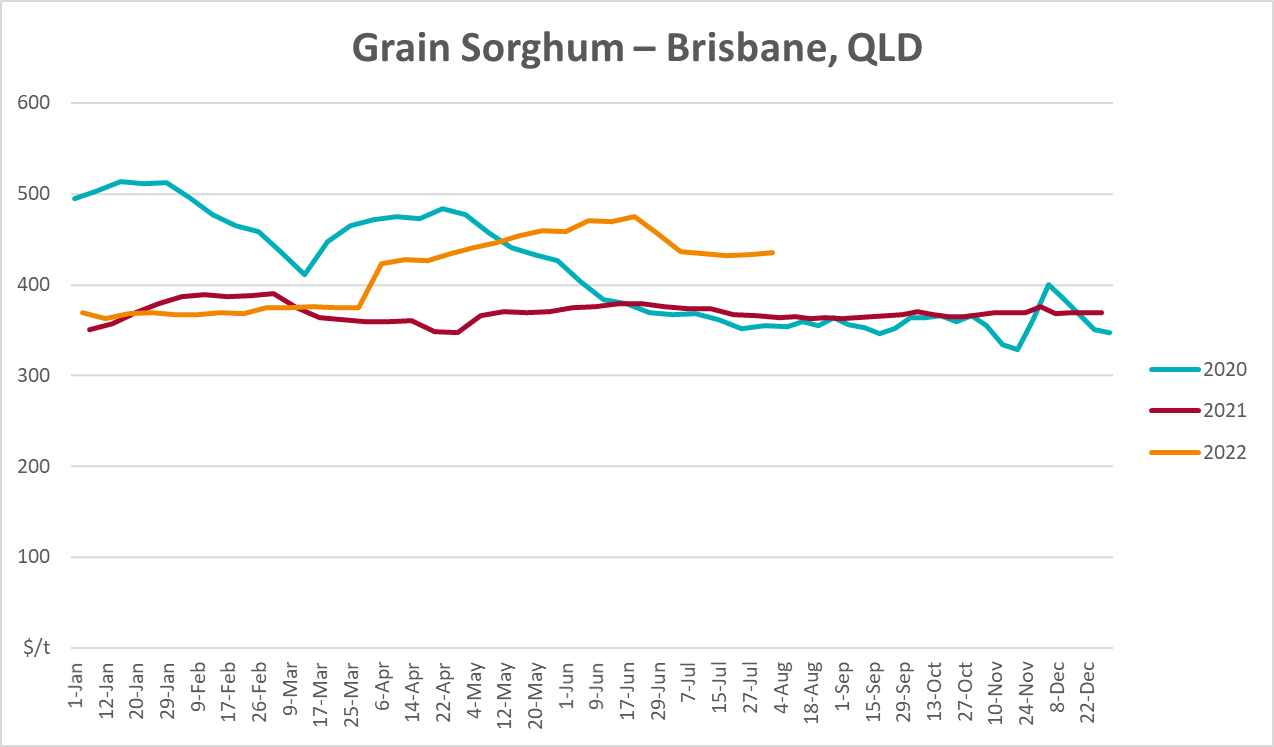 Grain Sorghum – Brisbane, QLD
600
500
400
300
200
100
$/t
1-Jan
12-Jan
20-Jan
29-Jan
9-Feb
17-Feb
26-Feb
9-Mar
17-Mar
25-Mar
6-Apr
14-Apr
22-Apr
4-May
12-May
20-May
1-Jun
9-Jun
17-Jun
29-Jun
7-Jul
15-Jul
27-Jul
4-Aug
18-Aug
1-Sep
15-Sep
29-Sep
13-Oct
27-Oct
10-Nov
24-Nov
8-Dec
22-Dec
2020
2021
2022